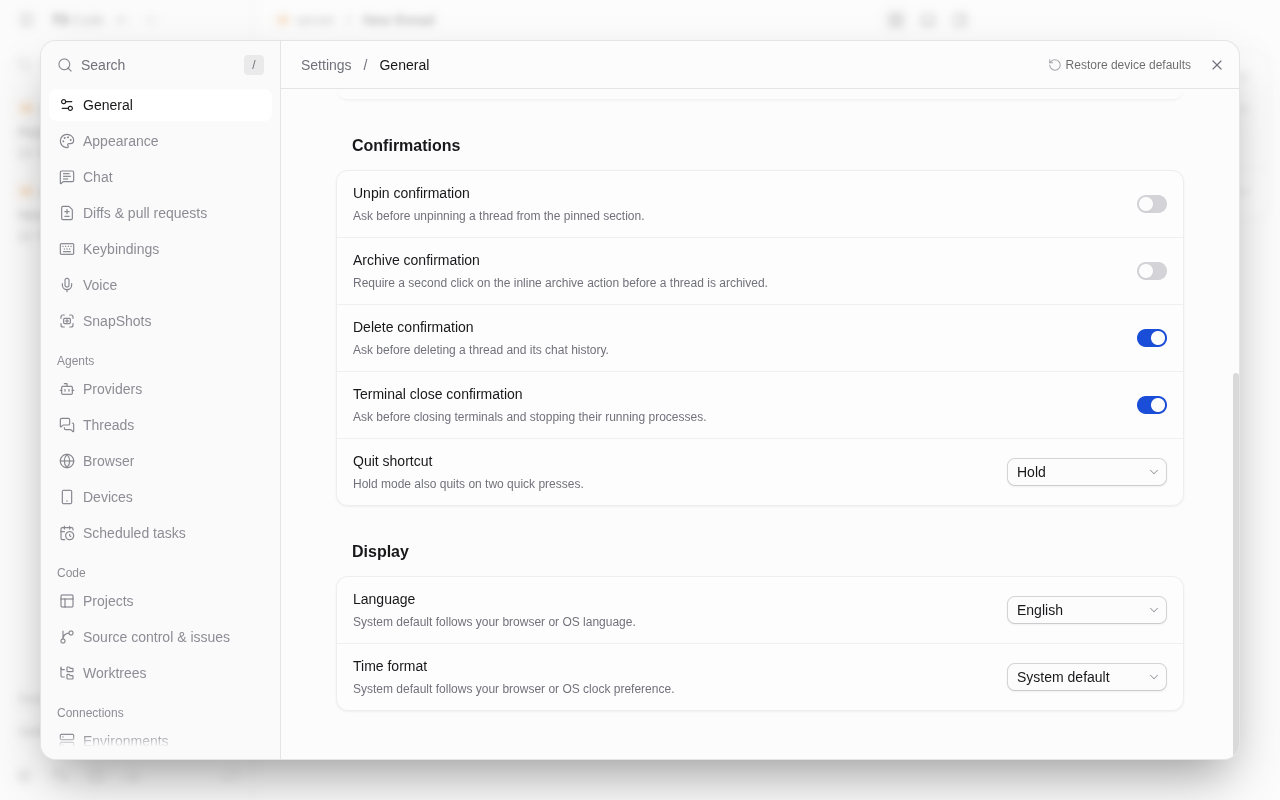 Search /
Settings / General
Restore device defaults
General
Appearance
Chat
Diffs & pull requests
Keybindings
Voice
SnapShots
Agents
Providers
Threads
Browser
Devices
Scheduled tasks
Code
Projects
Source control & issues
Worktrees
Connections
Environments
Confirmations
Unpin confirmation
Ask before unpinning a thread from the pinned section.
Archive confirmation
Require a second click on the inline archive action before a thread is archived.
Delete confirmation
Ask before deleting a thread and its chat history.
Terminal close confirmation
Ask before closing terminals and stopping their running processes.
Quit shortcut
Hold mode also quits on two quick presses.
Hold
Display
Language
System default follows your browser or OS language.
English
Time format
System default follows your browser or OS clock preference.
System default